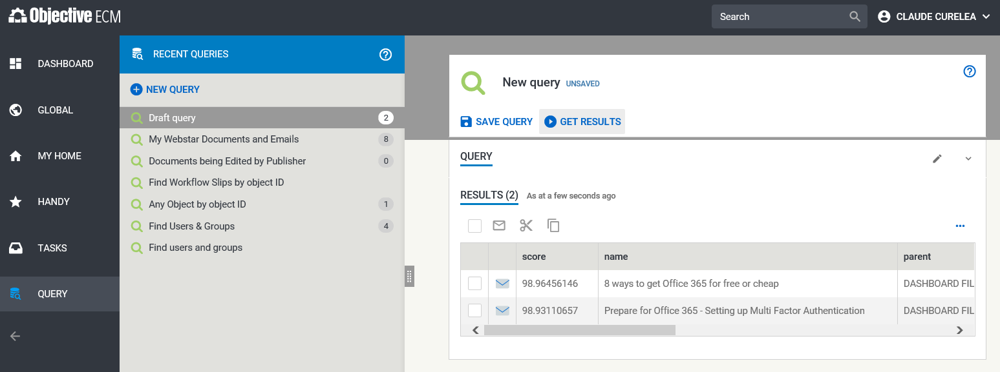 Objective ECM
Search
CLAUDE CURELEA
DASHBOARD
GLOBAL
MY HOME
HANDY
TASKS
QUERY
RECENT QUERIES
NEW QUERY
Draft query 2
My Webstar Documents and Emails 8
Documents being Edited by Publisher 0
Find Workflow Slips by object ID
Any Object by object ID 1
Find Users & Groups 4
Find users and groups
New query UNSAVED
SAVE QUERY GET RESULTS
QUERY
RESULTS (2) As at a few seconds ago
score name parent
98.96456146 8 ways to get Office 365 for free or cheap DASHBOARD FIL
98.93110657 Prepare for Office 365 - Setting up Multi Factor Authentication DASHBOARD FIL